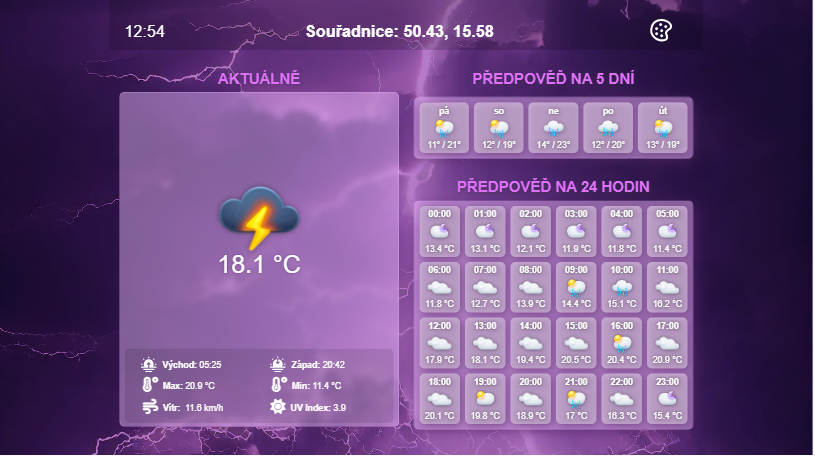 12:54
Souřadnice: 50.43, 15.58
AKTUÁLNĚ
18.1 °C
Východ: 05:25
Západ: 20:42
Max: 20.9 °C
Min: 11.4 °C
Vítr: 11.6 km/h
UV Index: 3.9
PŘEDPOVĚĎ NA 5 DNÍ
pá so ne po út
11° / 21° 12° / 19° 14° / 23° 12° / 20° 13° / 19°
PŘEDPOVĚĎ NA 24 HODIN
00:00 01:00 02:00 03:00 04:00 05:00
13.4 °C 13.1 °C 12.1 °C 11.9 °C 11.8 °C 11.4 °C
06:00 07:00 08:00 09:00 10:00 11:00
11.8 °C 12.7 °C 13.9 °C 14.4 °C 15.1 °C 16.2 °C
12:00 13:00 14:00 15:00 16:00 17:00
17.9 °C 18.1 °C 19.4 °C 20.5 °C 20.4 °C 20.9 °C
18:00 19:00 20:00 21:00 22:00 23:00
20.1 °C 19.8 °C 18.9 °C 17 °C 16.3 °C 15.4 °C